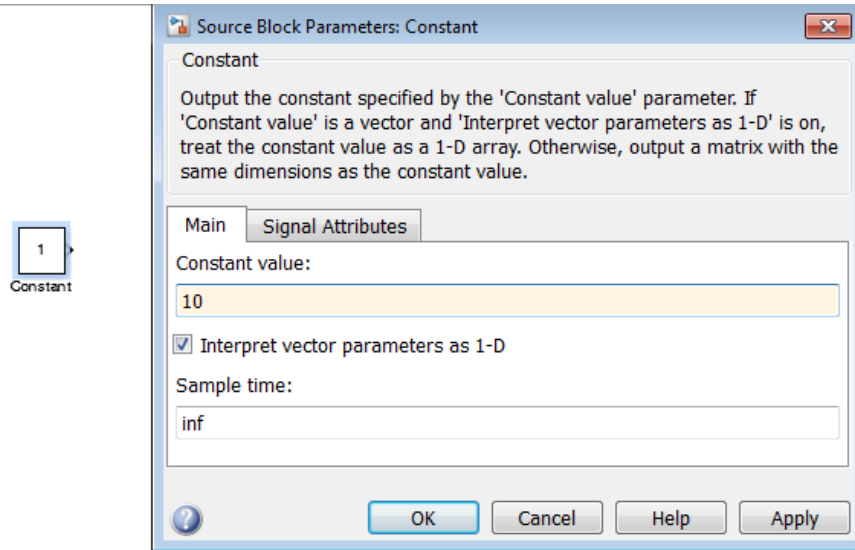 Source Block Parameters: Constant
Constant
Output the constant specified by the 'Constant value' parameter. If
'Constant value' is a vector and 'Interpret vector parameters as 1-D' is on,
treat the constant value as a 1-D array. Otherwise, output a matrix with the
same dimensions as the constant value.
Main Signal Attributes
1
Constant
Constant value:
10
Interpret vector parameters as 1-D
Sample time:
inf
OK Cancel Help Apply